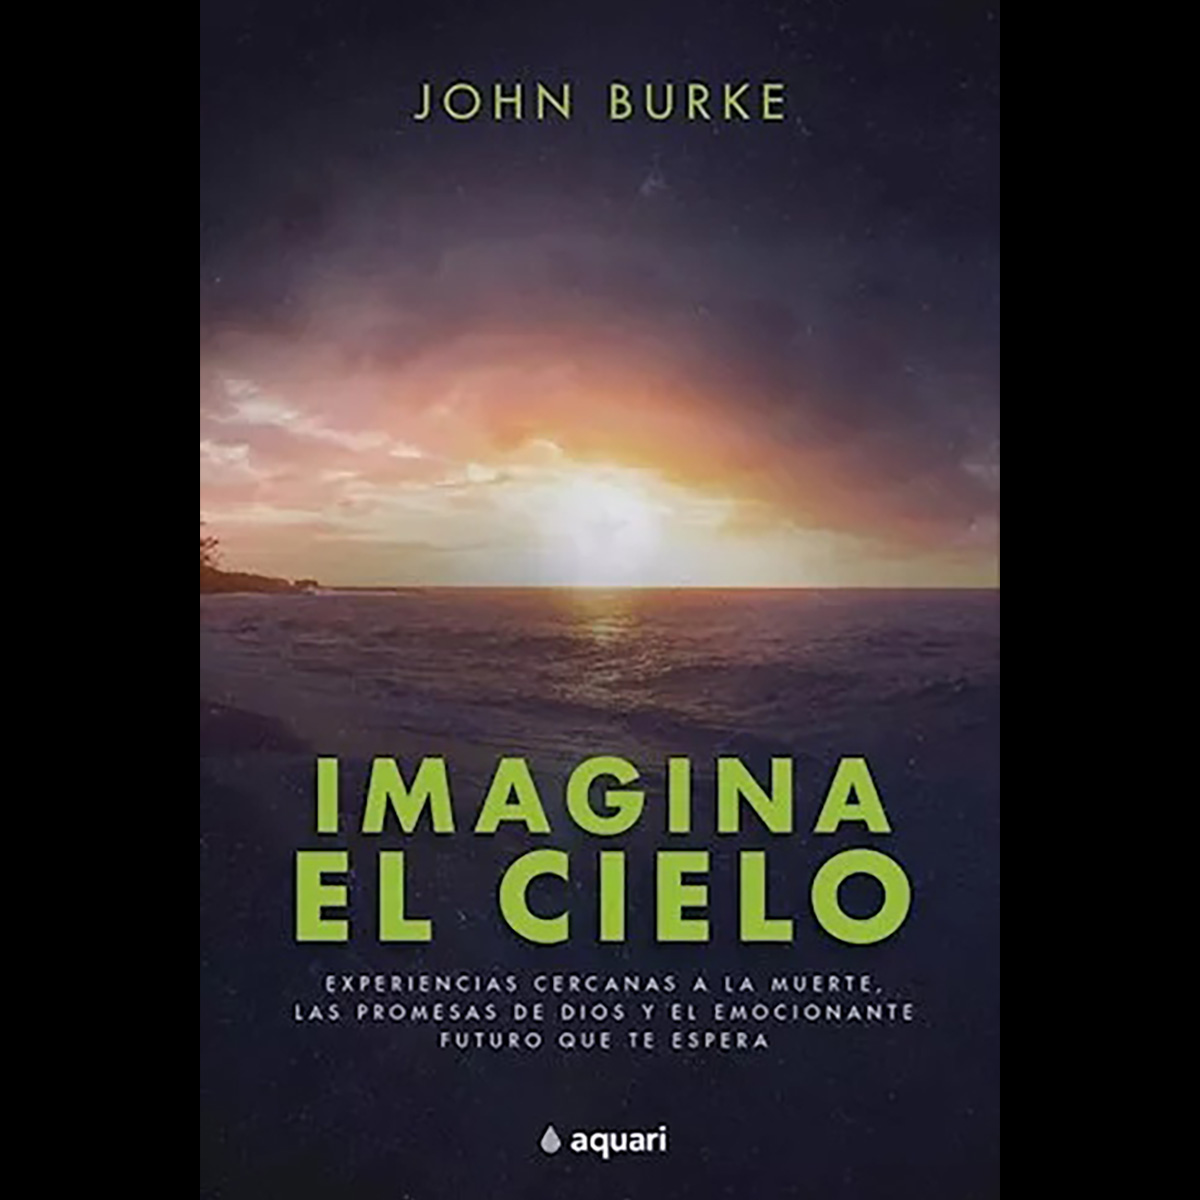 JOHN BURKE
IMAGINA
EL CIELO
EXPERIENCIAS CERCANAS A LA MUERTE,
LAS PROMESAS DE DIOS Y EL EMOCIONANTE
FUTURO QUE TE ESPERA
aquari